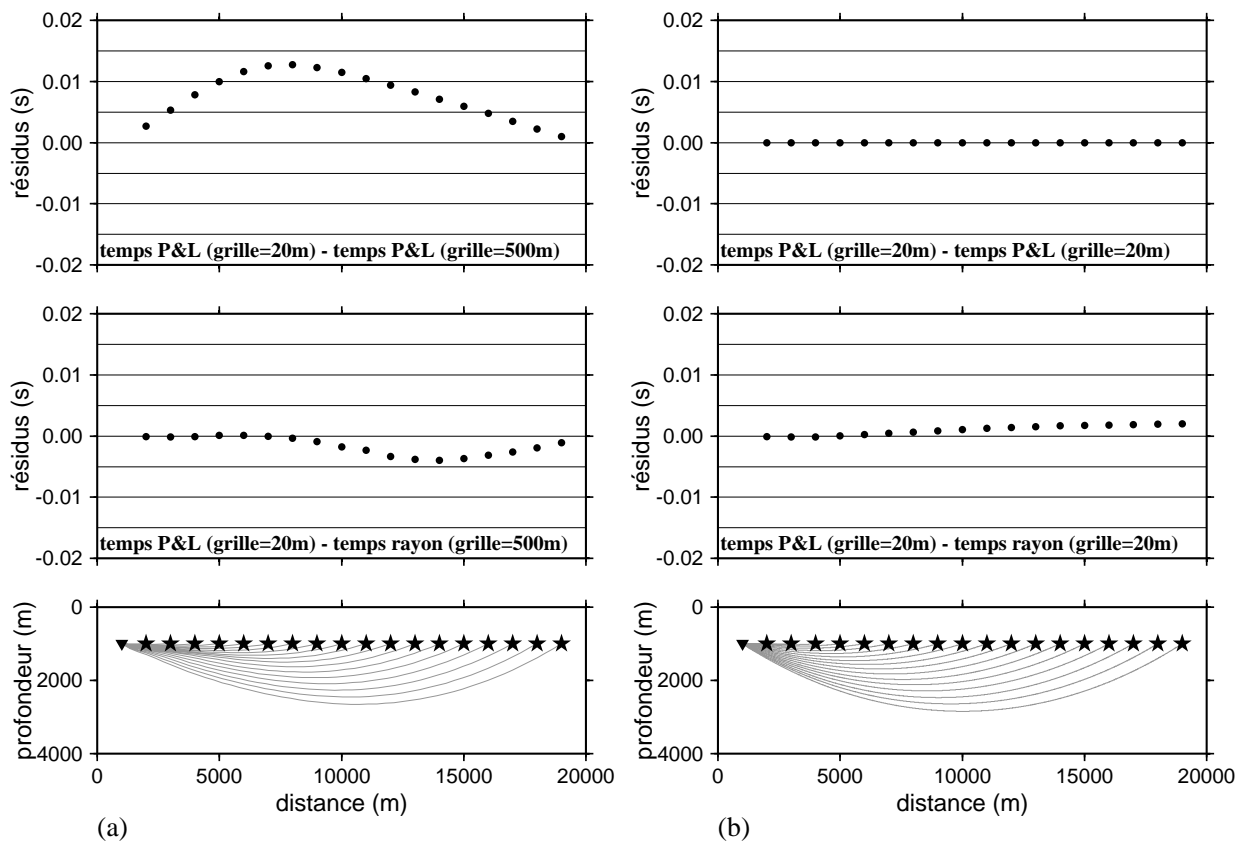 0.02
0.01
0.00
-0.01
-0.02
résidus (s)
temps P&L (grille=20m) - temps P&L (grille=500m)
0.02
0.01
0.00
-0.01
-0.02
résidus (s)
temps P&L (grille=20m) - temps rayon (grille=500m)
0
2000
4000
profondeur (m)
0 5000 10000 15000 20000
distance (m)
(a)
0.02
0.01
0.00
-0.01
-0.02
résidus (s)
temps P&L (grille=20m) - temps P&L (grille=20m)
0.02
0.01
0.00
-0.01
-0.02
résidus (s)
temps P&L (grille=20m) - temps rayon (grille=20m)
0
2000
4000
profondeur (m)
0 5000 10000 15000 20000
distance (m)
(b)